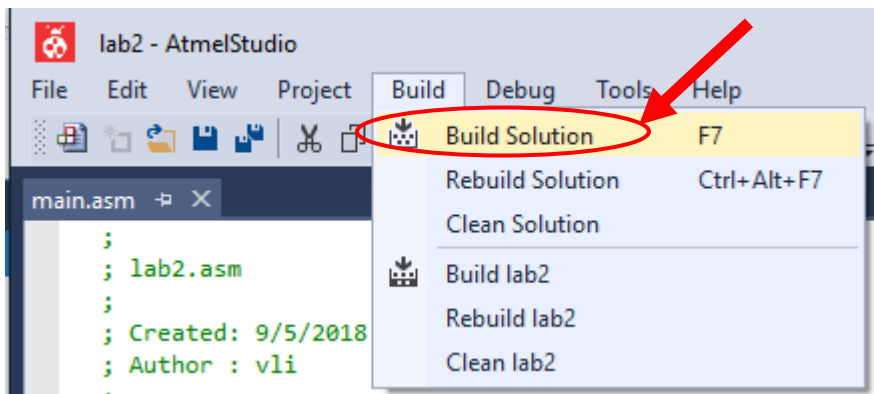 lab2 - AtmelStudio
File Edit View Project Build Debug Tools Help
Build Solution F7
Rebuild Solution Ctrl+Alt+F7
Clean Solution
Build lab2
Rebuild lab2
Clean lab2
main.asm
;
; lab2.asm
;
; Created: 9/5/2018
; Author : vli